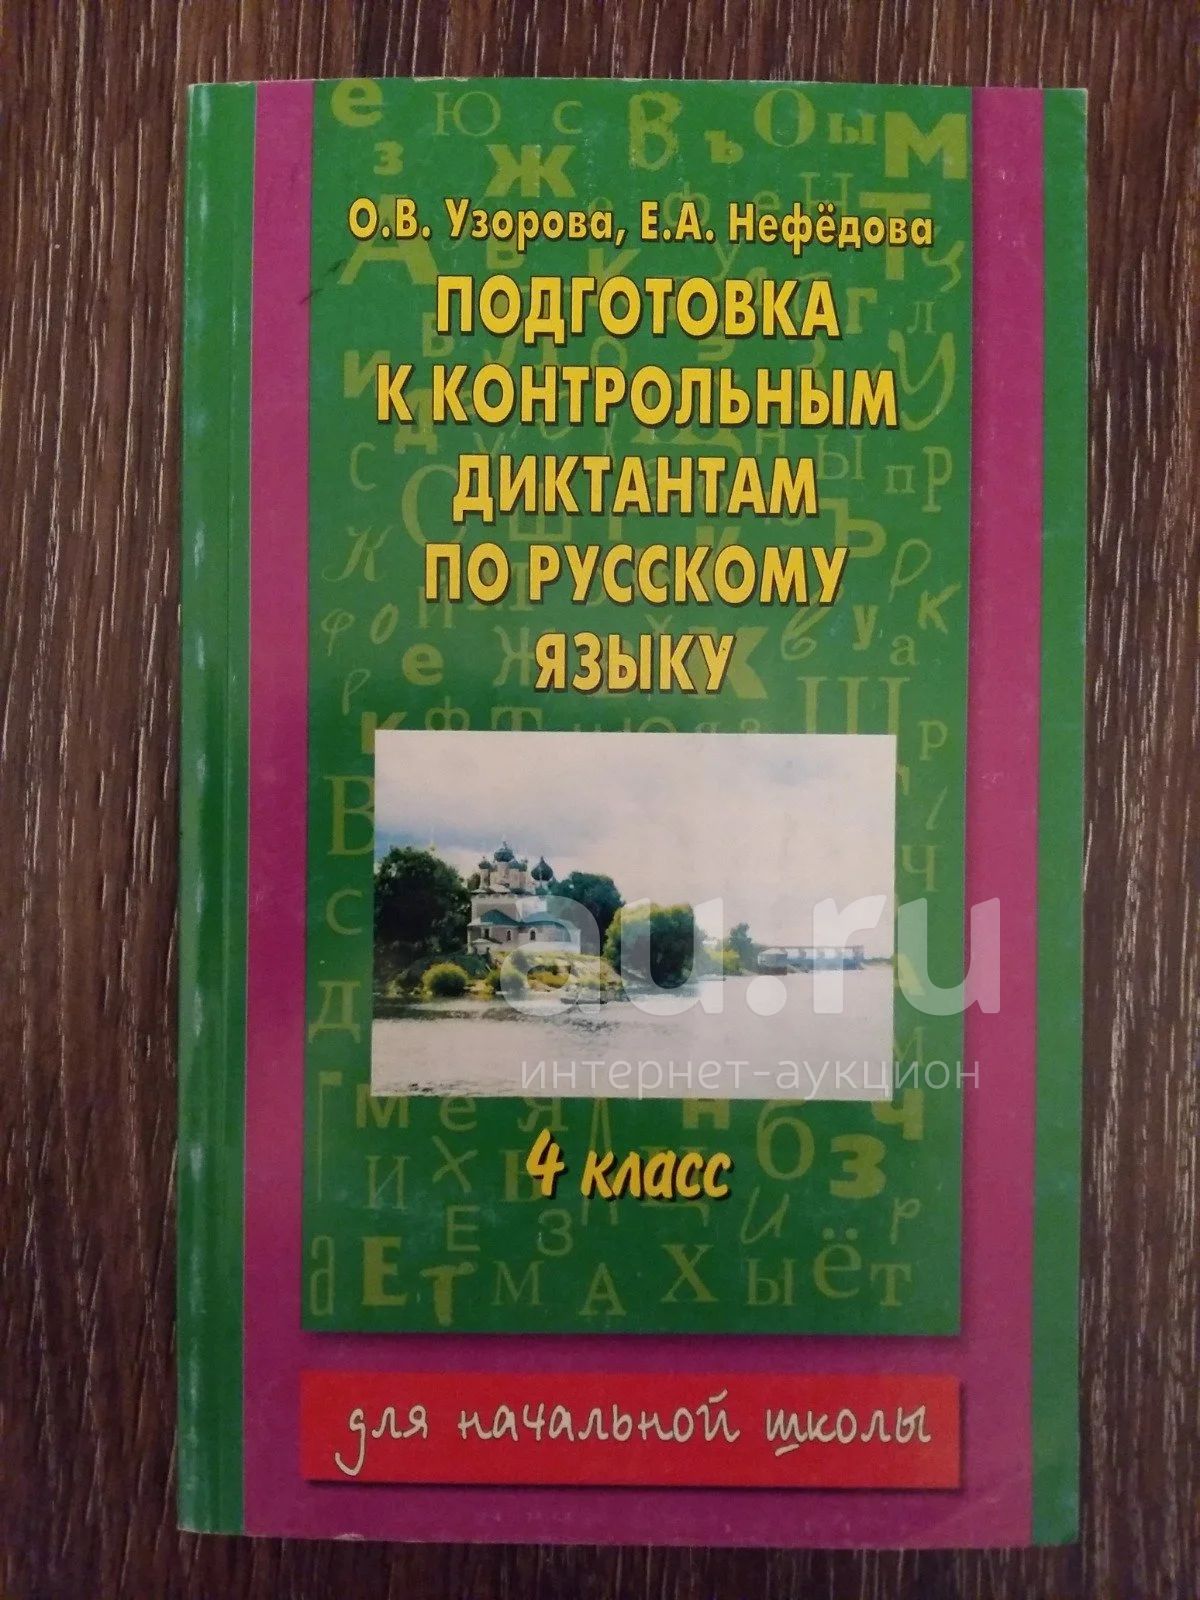 О.В. Узорова, Е.А. Нефёдова
ПОДГОТОВКА
К КОНТРОЛЬНЫМ
ДИКТАНТАМ
ПО РУССКОМУ
ЯЗЫКУ
au.ru
интернет-аукцион
4 класс
для начальной школы